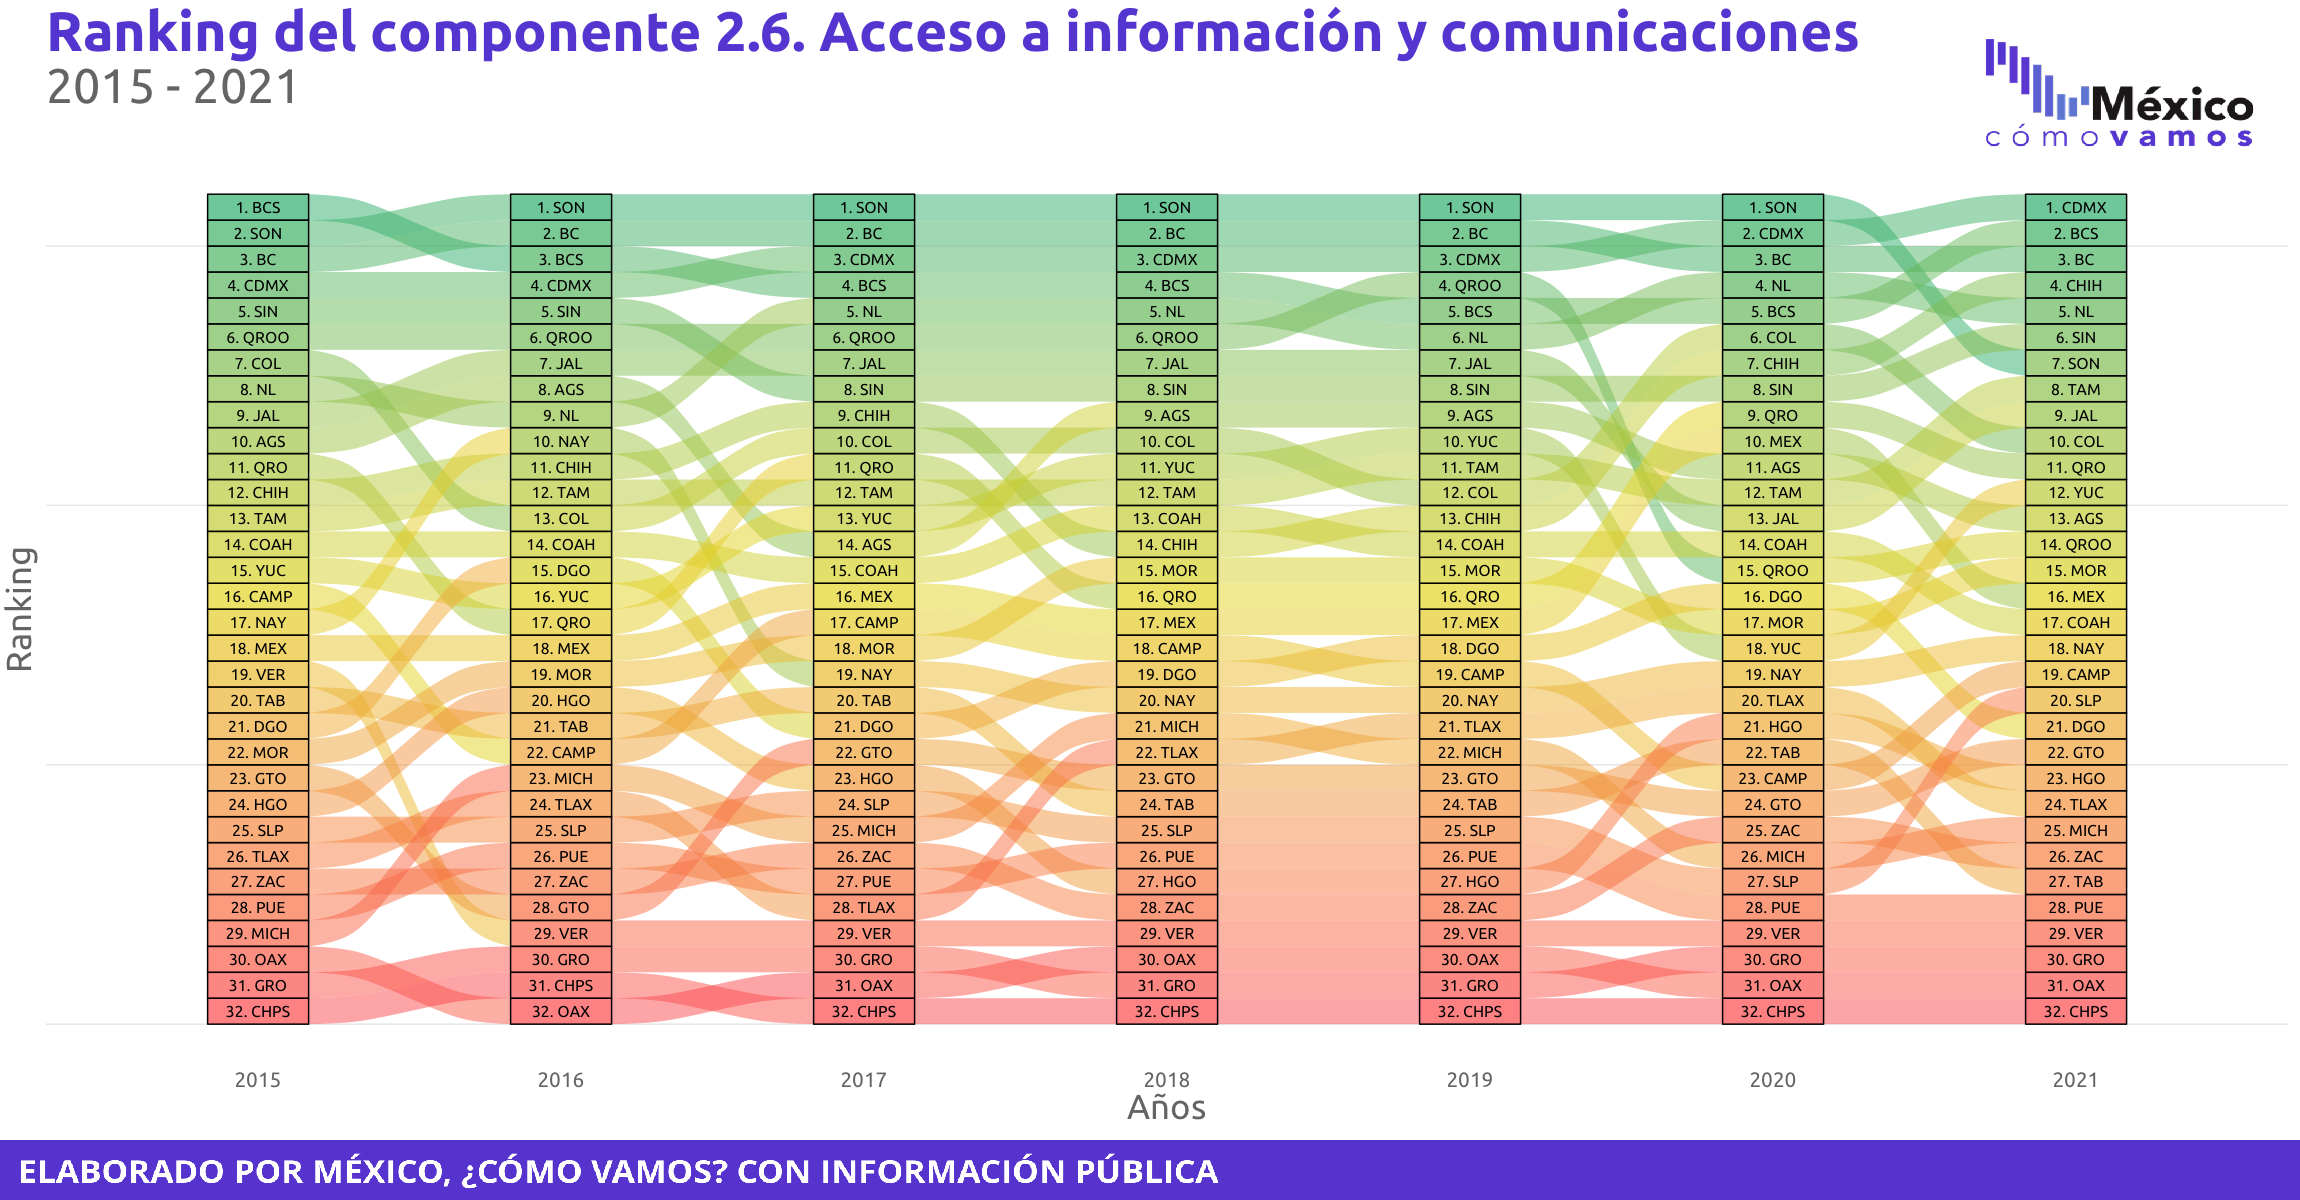 Ranking del componente 2.6. Acceso a información y comunicaciones
2015 - 2021
México
cómo vamos
Ranking
1. BCS
2. SON
3. BC
4. CDMX
5. SIN
6. QROO
7. COL
8. NL
9. JAL
10. AGS
11. QRO
12. CHIH
13. TAM
14. COAH
15. YUC
16. CAMP
17. NAY
18. MEX
19. VER
20. TAB
21. DGO
22. MOR
23. GTO
24. HGO
25. SLP
26. TLAX
27. ZAC
28. PUE
29. MICH
30. OAX
31. GRO
32. CHPS
1. SON
2. BC
3. BCS
4. CDMX
5. SIN
6. QROO
7. JAL
8. AGS
9. NL
10. NAY
11. CHIH
12. TAM
13. COL
14. COAH
15. DGO
16. YUC
17. QRO
18. MEX
19. MOR
20. HGO
21. TAB
22. CAMP
23. MICH
24. TLAX
25. SLP
26. PUE
27. ZAC
28. GTO
29. VER
30. GRO
31. CHPS
32. OAX
1. SON
2. BC
3. CDMX
4. BCS
5. NL
6. QROO
7. JAL
8. SIN
9. CHIH
10. COL
11. QRO
12. TAM
13. YUC
14. AGS
15. COAH
16. MEX
17. CAMP
18. MOR
19. NAY
20. TAB
21. DGO
22. GTO
23. HGO
24. SLP
25. MICH
26. ZAC
27. PUE
28. TLAX
29. VER
30. GRO
31. OAX
32. CHPS
1. SON
2. BC
3. CDMX
4. BCS
5. NL
6. QROO
7. JAL
8. SIN
9. AGS
10. COL
11. YUC
12. TAM
13. COAH
14. CHIH
15. MOR
16. QRO
17. MEX
18. CAMP
19. DGO
20. NAY
21. MICH
22. TLAX
23. GTO
24. TAB
25. SLP
26. PUE
27. HGO
28. ZAC
29. VER
30. OAX
31. GRO
32. CHPS
1. SON
2. BC
3. CDMX
4. QROO
5. BCS
6. NL
7. JAL
8. SIN
9. AGS
10. YUC
11. TAM
12. COL
13. CHIH
14. COAH
15. MOR
16. QRO
17. MEX
18. DGO
19. CAMP
20. NAY
21. TLAX
22. MICH
23. GTO
24. TAB
25. SLP
26. PUE
27. HGO
28. ZAC
29. VER
30. OAX
31. GRO
32. CHPS
1. SON
2. CDMX
3. BC
4. NL
5. BCS
6. COL
7. CHIH
8. SIN
9. QRO
10. MEX
11. AGS
12. TAM
13. JAL
14. COAH
15. QROO
16. DGO
17. MOR
18. YUC
19. NAY
20. TLAX
21. HGO
22. TAB
23. CAMP
24. GTO
25. ZAC
26. MICH
27. SLP
28. PUE
29. VER
30. GRO
31. OAX
32. CHPS
1. CDMX
2. BCS
3. BC
4. CHIH
5. NL
6. SIN
7. SON
8. TAM
9. JAL
10. COL
11. QRO
12. YUC
13. AGS
14. QROO
15. MOR
16. MEX
17. COAH
18. NAY
19. CAMP
20. SLP
21. DGO
22. GTO
23. HGO
24. TLAX
25. MICH
26. ZAC
27. TAB
28. PUE
29. VER
30. GRO
31. OAX
32. CHPS
2015 2016 2017 2018 2019 2020 2021
Años
ELABORADO POR MÉXICO, ¿CÓMO VAMOS? CON INFORMACIÓN PÚBLICA